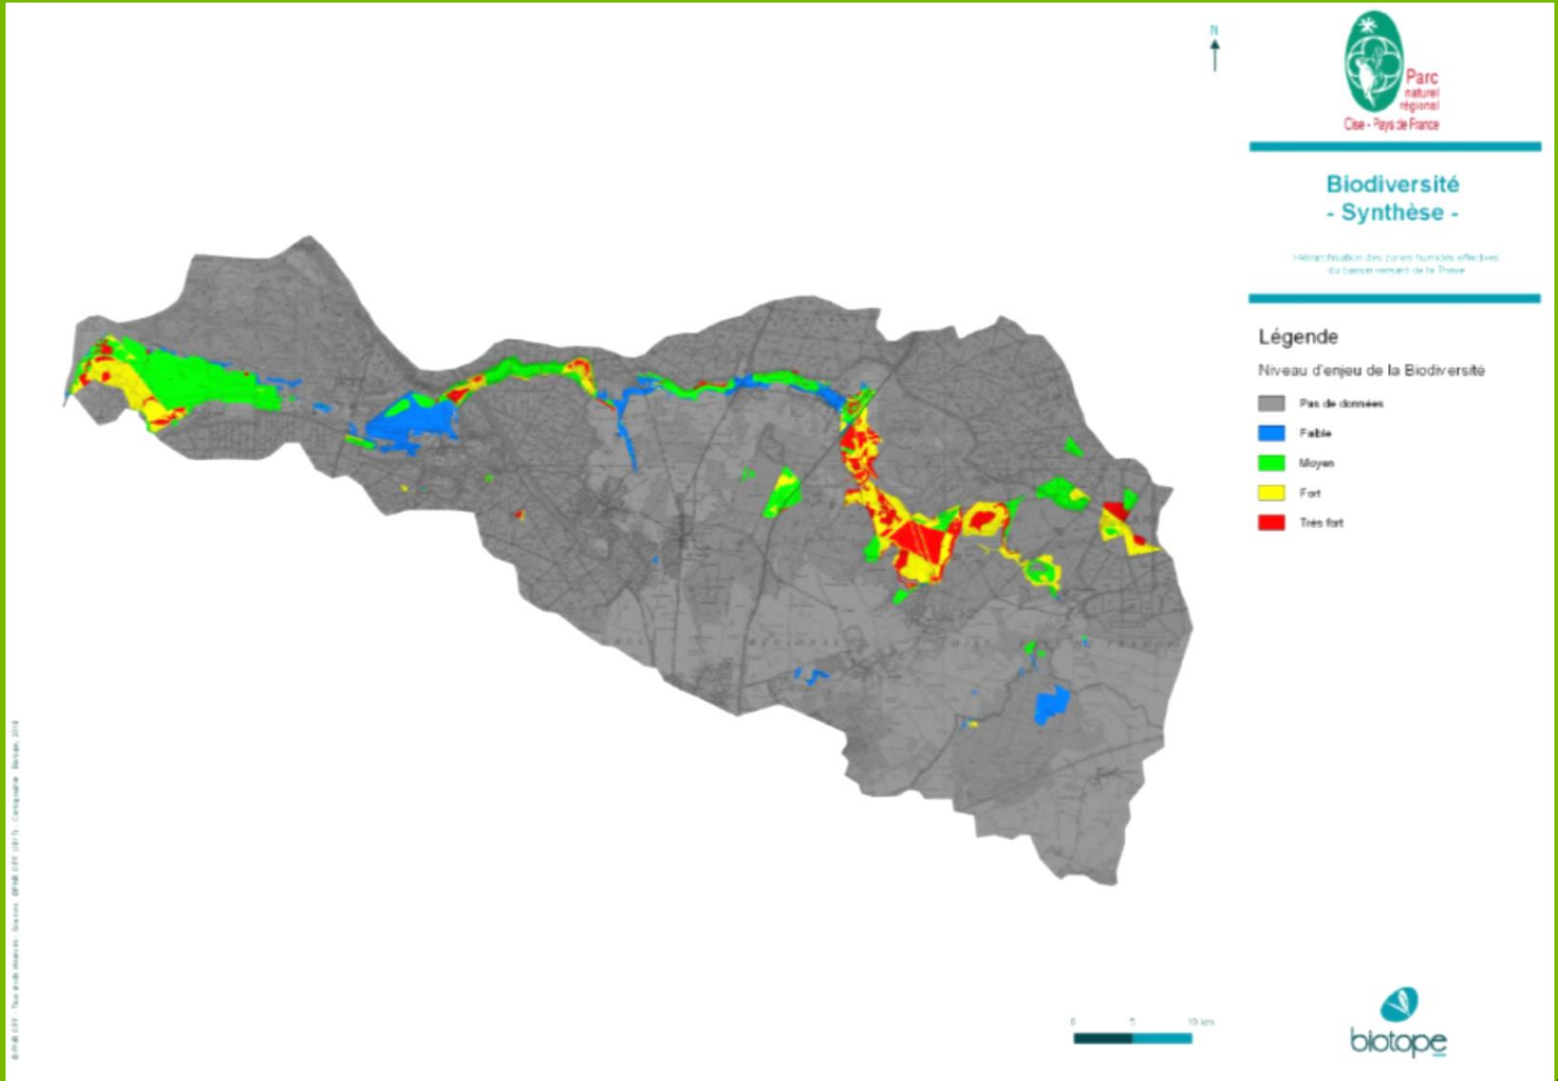 N
Parc
naturel
régional
Oise - Pays de France
Biodiversité
- Synthèse -
Hiérarchisation des zones humides effectives
du bassin versant de la Thève
Légende
Niveau d'enjeu de la Biodiversité
Pas de données
Faible
Moyen
Fort
Très fort
0 5 10 km
biotope